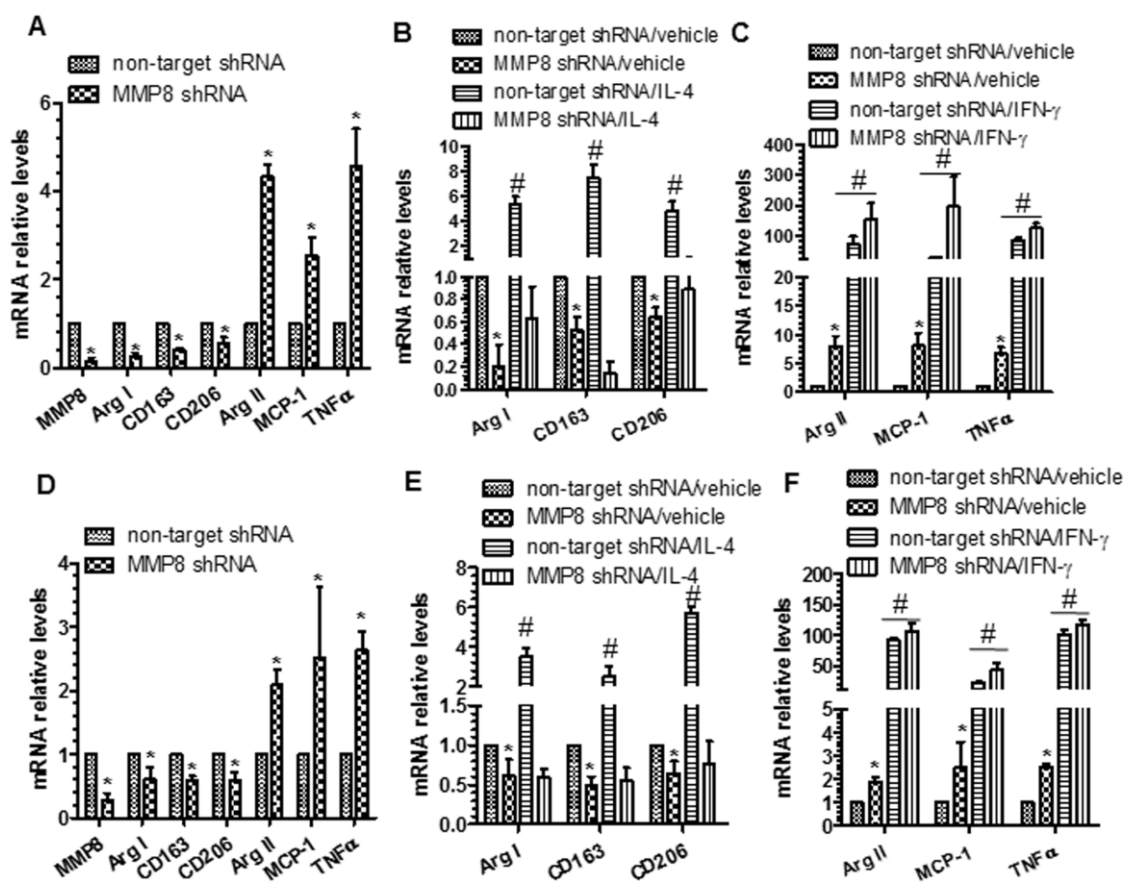 A
non-target shRNA
MMP8 shRNA
mRNA relative levels
6
4
2
0
* * * * * * *
MMP8 Arg I CD163 CD206 Arg II MCP-1 TNFα
B
non-target shRNA/vehicle
MMP8 shRNA/vehicle
non-target shRNA/IL-4
MMP8 shRNA/IL-4
mRNA relative levels
10
8
6
4
2
1.0
0.8
0.6
0.4
0.2
0.0
# # #
* * *
Arg I CD163 CD206
C
non-target shRNA/vehicle
MMP8 shRNA/vehicle
non-target shRNA/IFN-γ
MMP8 shRNA/IFN-γ
mRNA relative levels
400
300
200
100
20
15
10
5
0
# # #
* * *
Arg II MCP-1 TNFα
D
non-target shRNA
MMP8 shRNA
mRNA relative levels
4
3
2
1
0
* * * * * * *
MMP8 Arg I CD163 CD206 Arg II MCP-1 TNFα
E
non-target shRNA/vehicle
MMP8 shRNA/vehicle
non-target shRNA/IL-4
MMP8 shRNA/IL-4
mRNA relative levels
8
6
4
2
1.5
1.0
0.5
0.0
# # #
* * *
Arg I CD163 CD206
F
non-target shRNA/vehicle
MMP8 shRNA/vehicle
non-target shRNA/IFN-γ
MMP8 shRNA/IFN-γ
mRNA relative levels
200
150
100
50
5
4
3
2
1
0
# # #
* * *
Arg II MCP-1 TNFα